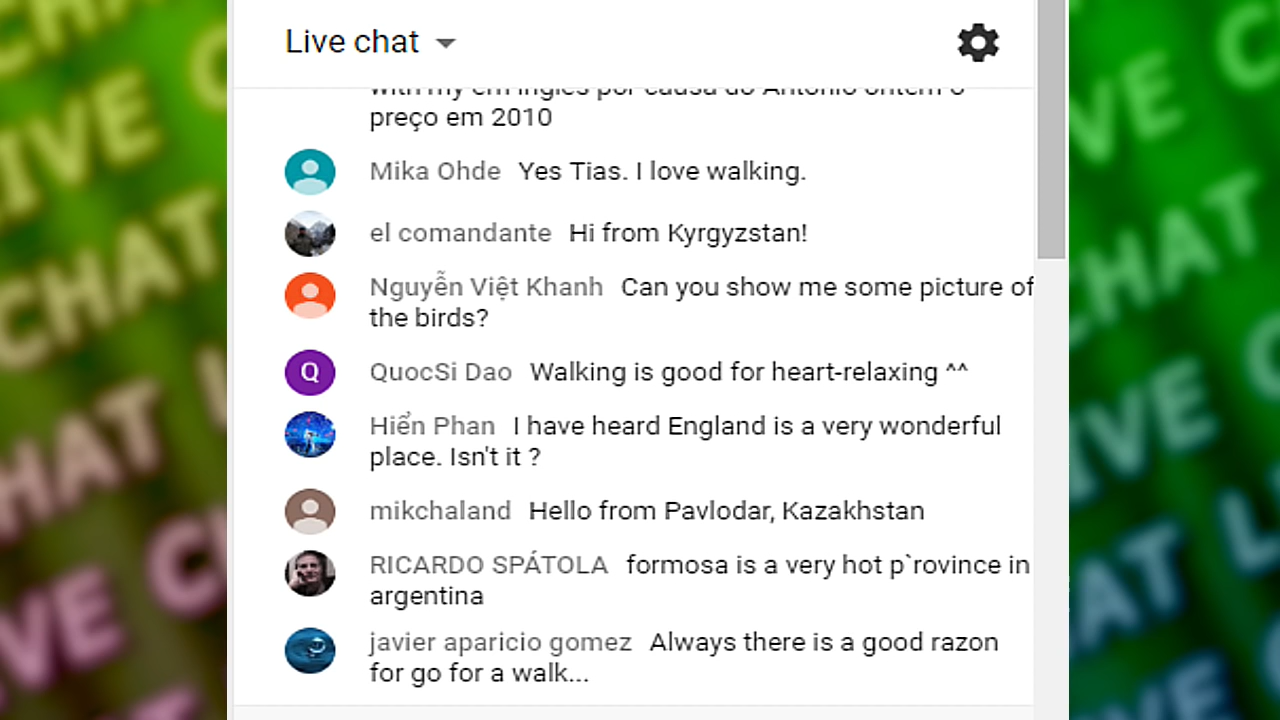 Live chat
preço em 2010
Mika Ohde Yes Tias. I love walking.
el comandante Hi from Kyrgyzstan!
Nguyễn Việt Khanh Can you show me some picture of
the birds?
Q QuocSi Dao Walking is good for heart-relaxing ^^
Hiển Phan I have heard England is a very wonderful
place. Isn't it ?
mikchaland Hello from Pavlodar, Kazakhstan
RICARDO SPÁTOLA formosa is a very hot p`rovince in
argentina
javier aparicio gomez Always there is a good razon
for go for a walk...